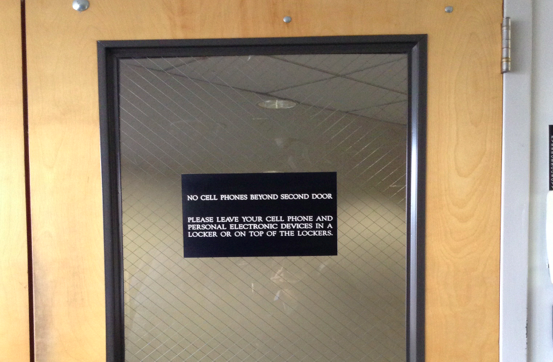 NO CELL PHONES BEYOND SECOND DOOR
PLEASE LEAVE YOUR CELL PHONE AND
PERSONAL ELECTRONIC DEVICES IN A
LOCKER OR ON TOP OF THE LOCKERS.